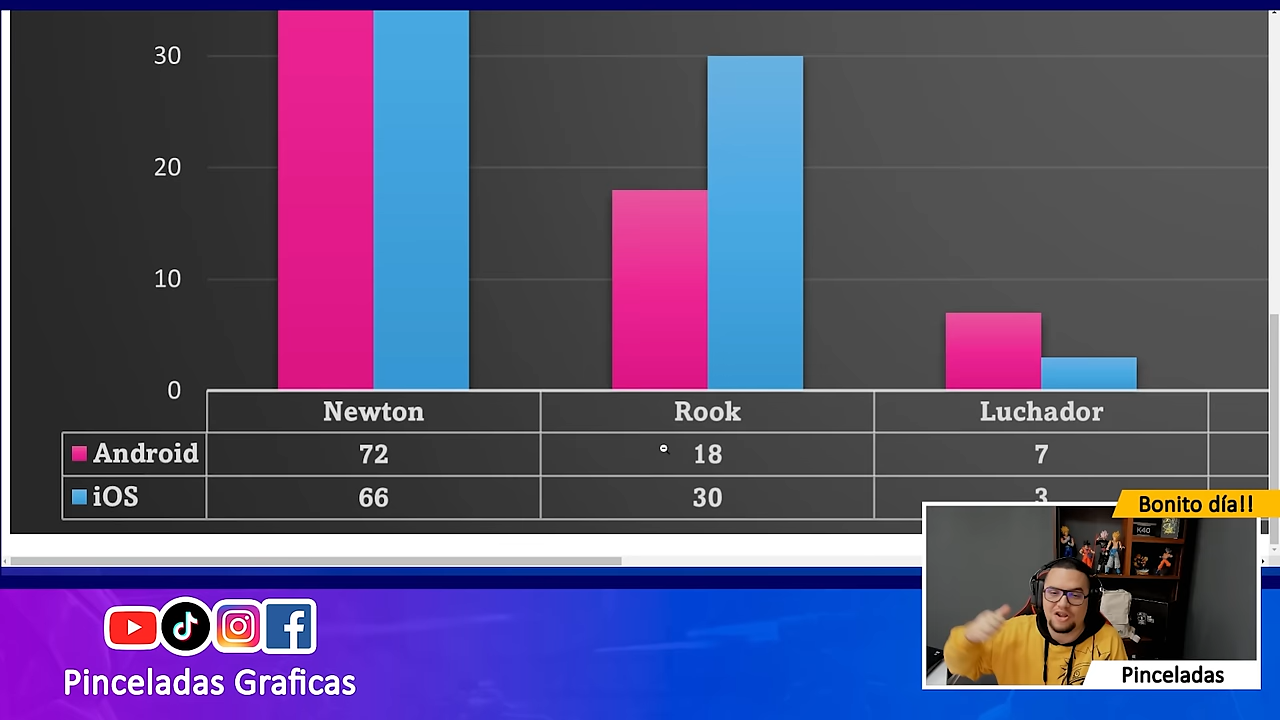 30
20
10
0
Newton Rook Luchador
Android 72 18 7
iOS 66 30 3
Bonito día!!
K40
Pinceladas
Pinceladas Graficas